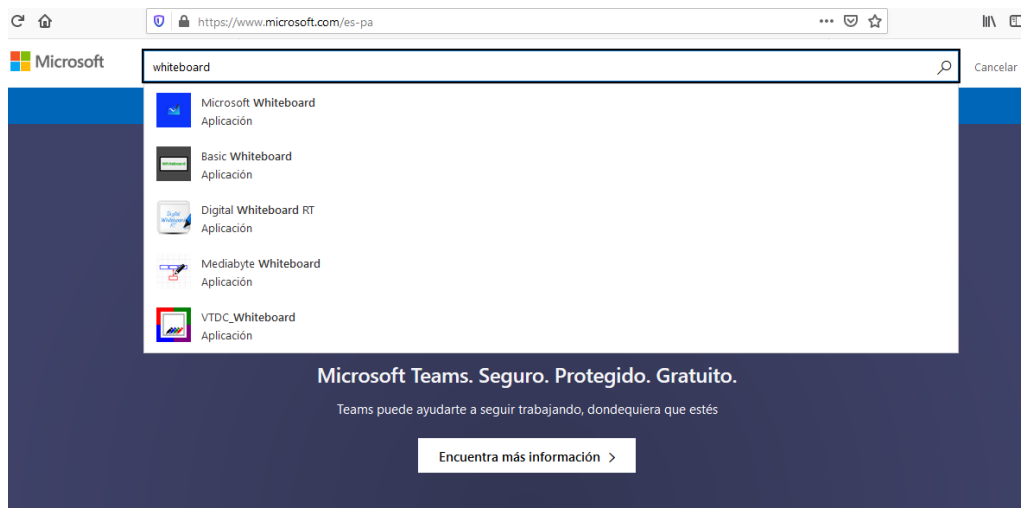 https://www.microsoft.com/es-pa
Microsoft
whiteboard
Cancelar
Microsoft Whiteboard
Aplicación
Basic Whiteboard
Aplicación
Digital Whiteboard RT
Aplicación
Mediabyte Whiteboard
Aplicación
VTDC_Whiteboard
Aplicación
Microsoft Teams. Seguro. Protegido. Gratuito.
Teams puede ayudarte a seguir trabajando, dondequiera que estés
Encuentra más información